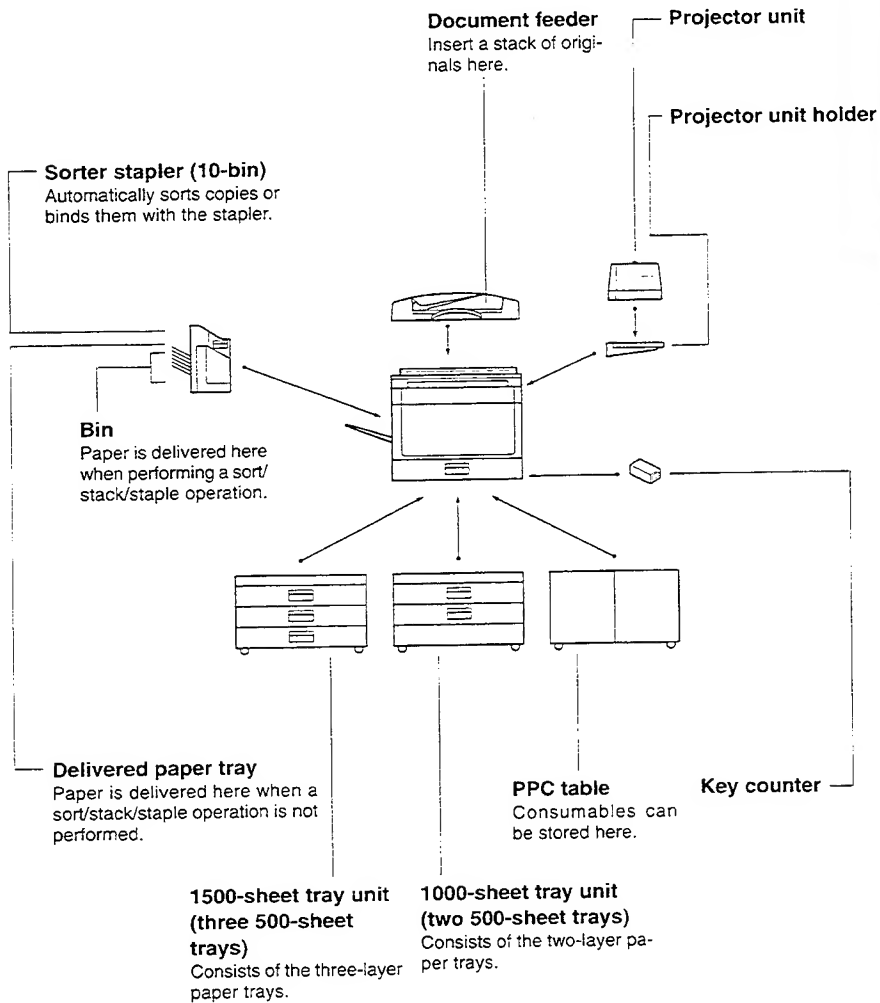 Document feeder
Insert a stack of origi-
nals here.
Projector unit
Projector unit holder
Sorter stapler (10-bin)
Automatically sorts copies or
binds them with the stapler.
Bin
Paper is delivered here
when performing a sort/
stack/staple operation.
Delivered paper tray
Paper is delivered here when a
sort/stack/staple operation is not
performed.
PPC table
Consumables can
be stored here.
Key counter
1500-sheet tray unit
(three 500-sheet
trays)
Consists of the three-layer
paper trays.
1000-sheet tray unit
(two 500-sheet trays)
Consists of the two-layer pa-
per trays.